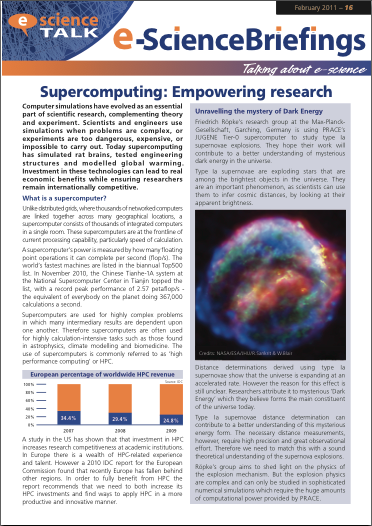 e science
TALK
February 2011 – 16
e-ScienceBriefings
Talking about e-science
Supercomputing: Empowering research
Computer simulations have evolved as an essential
part of scientific research, complementing theory
and experiment. Scientists and engineers use
simulations when problems are complex, or
experiments are too dangerous, expensive, or
impossible to carry out. Today supercomputing
has simulated rat brains, tested engineering
structures and modelled global warming.
Investment in these technologies can lead to real
economic benefits while ensuring researchers
remain internationally competitive.
What is a supercomputer?
Unlike distributed grids, where thousands of networked computers
are linked together across many geographical locations, a
supercomputer consists of thousands of integrated computers
in a single room. These supercomputers are at the frontline of
current processing capability, particularly speed of calculation.
A supercomputer's power is measured by how many floating
point operations it can complete per second (flop/s). The
world's fastest machines are listed in the biannual Top500
list. In November 2010, the Chinese Tianhe-1A system at
the National Supercomputer Center in Tianjin topped the
list, with a record peak performance of 2.57 petaflop/s -
the equivalent of everybody on the planet doing 367,000
calculations a second.
Supercomputers are used for highly complex problems
in which many intermediary results are dependent upon
one another. Therefore supercomputers are often used
for highly calculation-intensive tasks such as those found
in astrophysics, climate modelling and biomedicine. The
use of supercomputers is commonly referred to as 'high
performance computing' or HPC.
European percentage of worldwide HPC revenue
100%
80%
60%
40%
20%
0%
34.4%
29.4%
24.8%
2007
2008
2009
A study in the US has shown that investment in HPC
increases research competitiveness at academic institutions.
In Europe there is a wealth of HPC-related experience
and talent. However a 2010 IDC report for the European
Commission found that recently Europe has fallen behind
other regions. In order to fully benefit from HPC the
report recommends that we need to both increase its
HPC investments and find ways to apply HPC in a more
productive and innovative manner.
Unravelling the mystery of Dark Energy
Friedrich Röpke's research group at the Max-Planck-
Gesellschaft, Garching, Germany is using PRACE's
JUGENE Tier-0 supercomputer to study type Ia
supernovae explosions. They hope their work will
contribute to a better understanding of mysterious
dark energy in the universe.
Type Ia supernovae are exploding stars that are
among the brightest objects in the universe. They
are an important phenomenon, as scientists can use
them to infer cosmic distances, by looking at their
apparent brightness.
Credits: NASA/ESA/JHU/R.Sankrit & W.Blair
Distance determinations derived using type Ia
supernovae show that the universe is expanding at an
accelerated rate. However the reason for this effect is
still unclear. Researchers attribute it to mysterious 'Dark
Energy' which they believe forms the main constituent
of the universe today.
Type Ia supernovae distance determination can
contribute to a better understanding of this mysterious
energy form. The necessary distance measurements,
however, require high precision and great observational
effort. Therefore we need to match this with a sound
theoretical understanding of the supernova explosions.
Röpke's group aims to shed light on the physics of
the explosion mechanism. But the explosion physics
are complex and can only be studied in sophisticated
numerical simulations which require the huge amounts
of computational power provided by PRACE.